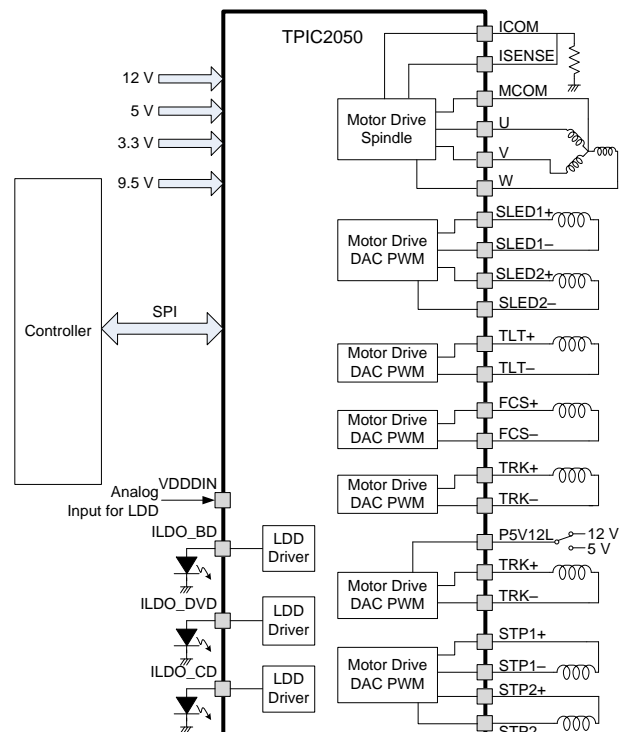 TPIC2050
12 V
5 V
3.3 V
9.5 V
Controller
SPI
Analog
Input for LDD
VDDDIN
ILDO_BD
LDD
Driver
ILDO_DVD
LDD
Driver
ILDO_CD
LDD
Driver
Motor Drive
Spindle
ICOM
ISENSE
MCOM
U
V
W
Motor Drive
DAC PWM
SLED1+
SLED1–
SLED2+
SLED2–
Motor Drive
DAC PWM
TLT+
TLT–
Motor Drive
DAC PWM
FCS+
FCS–
Motor Drive
DAC PWM
TRK+
TRK–
P5V12L
12 V
5 V
Motor Drive
DAC PWM
TRK+
TRK–
Motor Drive
DAC PWM
STP1+
STP1–
STP2+